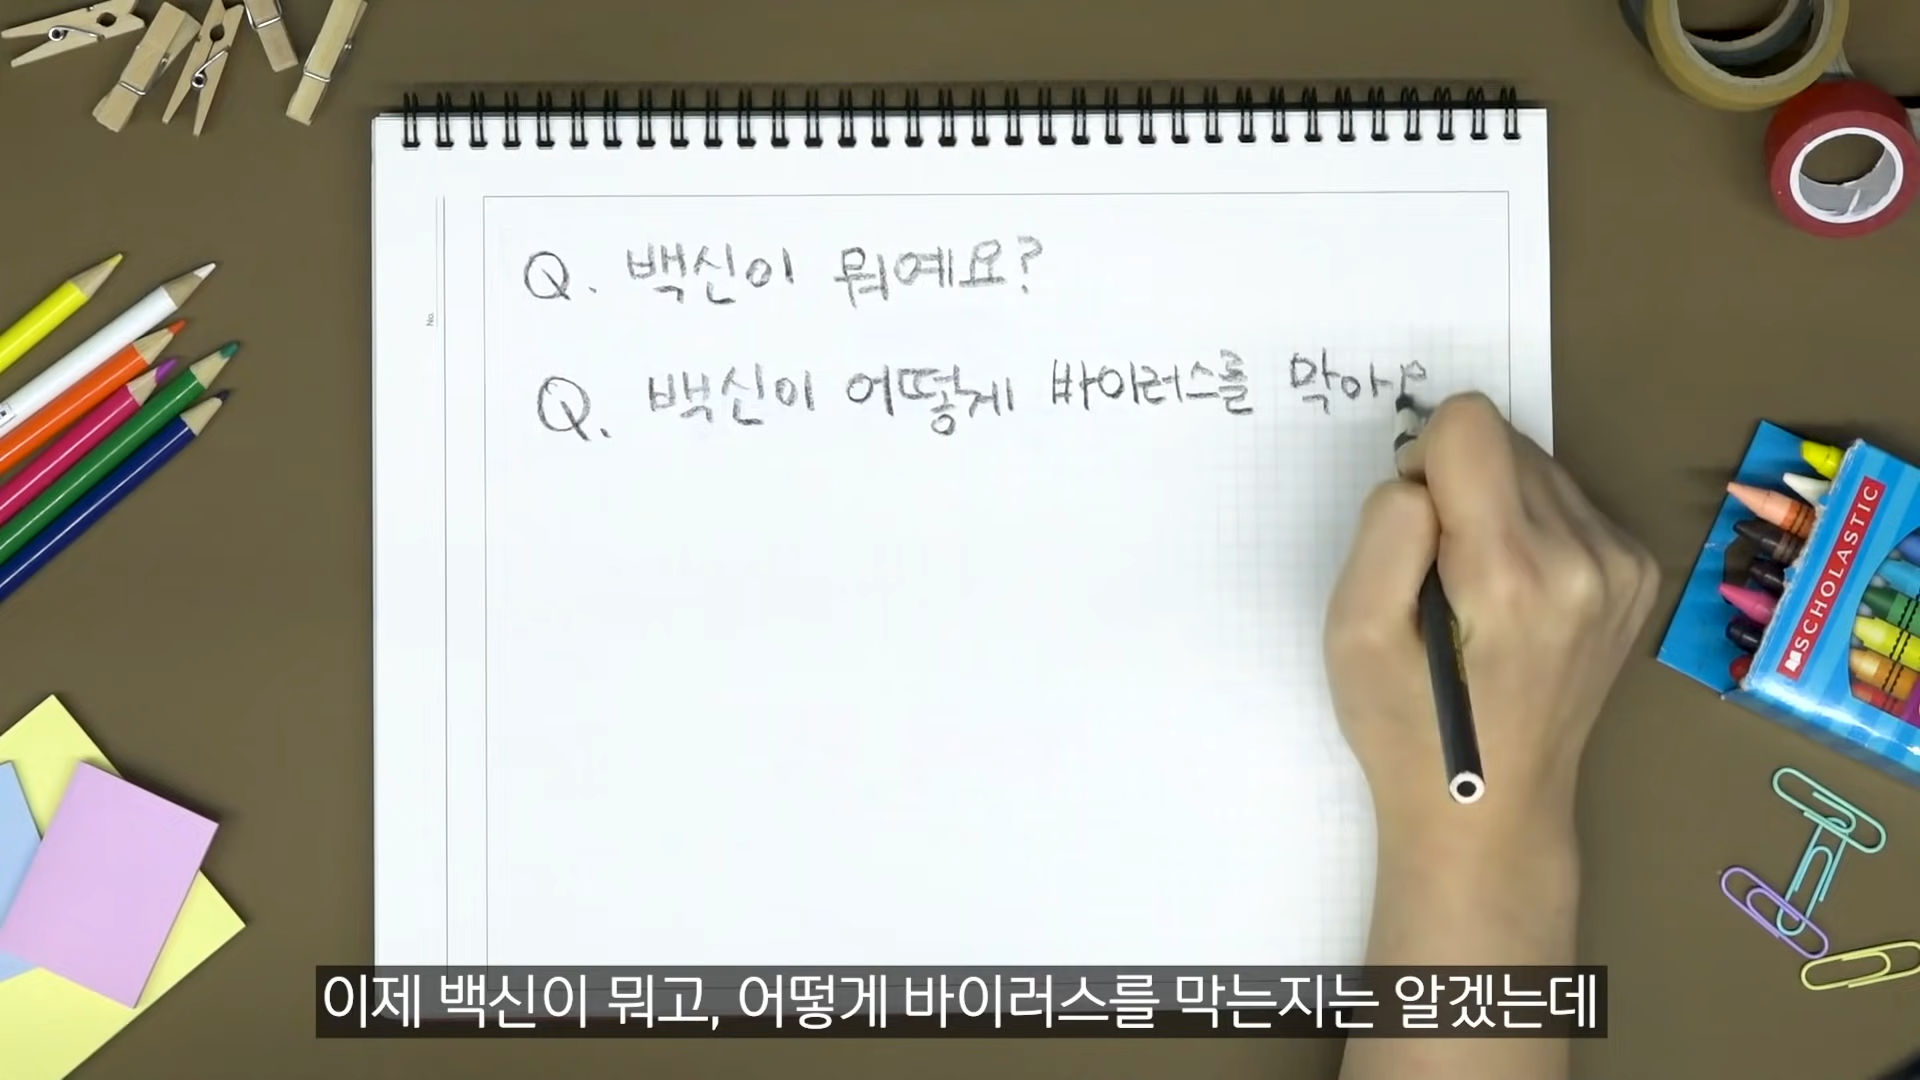 Q. 백신이 뭐예요?
Q. 백신이 어떻게 바이러스를 막아
No.
SCHOLASTIC
이제 백신이 뭐고, 어떻게 바이러스를 막는지는 알겠는데